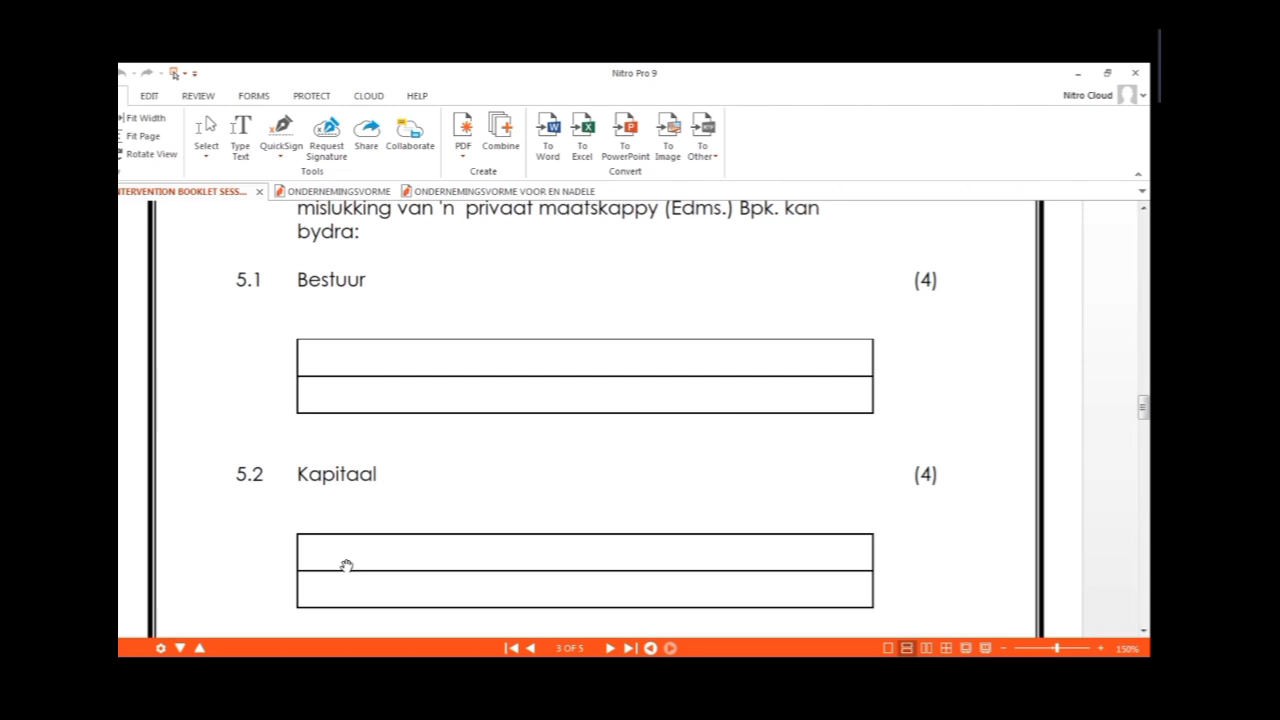 Nitro Pro 9
EDIT REVIEW FORMS PROTECT CLOUD HELP
Nitro Cloud
Fit Width
Fit Page
Rotate View
Select
Type Text
QuickSign
Request Signature
Share
Collaborate
PDF
Combine
To Word
To Excel
To PowerPoint
To Image
To Other
Tools
Create
Convert
NTERVENTION BOOKLET SESS...
ONDERNEMINGSVORME
ONDERNEMINGSVORME VOOR EN NADELE
mislukking van 'n privaat maatskappy (Edms.) Bpk. kan
bydra:
5.1 Bestuur (4)
5.2 Kapitaal (4)
3 OF 5
150%